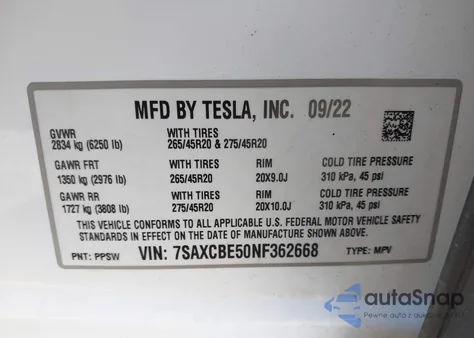 MFD BY TESLA, INC. 09/22
GVWR WITH TIRES
2834 kg (6250 lb) 265/45R20 & 275/45R20
GAWR FRT WITH TIRES RIM COLD TIRE PRESSURE
1350 kg (2976 lb) 265/45R20 20X9.0J 310 kPa, 45 psi
GAWR RR WITH TIRES RIM COLD TIRE PRESSURE
1727 kg (3808 lb) 275/45R20 20X10.0J 310 kPa, 45 psi
THIS VEHICLE CONFORMS TO ALL APPLICABLE U.S. FEDERAL MOTOR VEHICLE SAFETY
STANDARDS IN EFFECT ON THE DATE OF MANUFACTURE SHOWN ABOVE.
PNT: PPSW VIN: 7SAXCBE50NF362668 TYPE: MPV
autoSnap
Pewne auta z aukcji